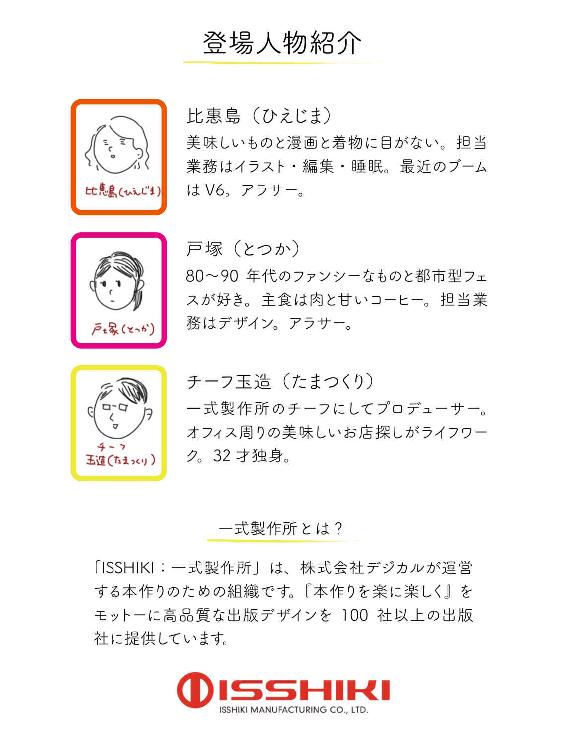 登場人物紹介
比惠島（ひえじま）
美味しいものと漫画と着物に目がない。担当
業務はイラスト・編集・睡眠。最近のブーム
は V6。アラサー。
比惠島（ひえじま）
戸塚（とつか）
80～90 年代のファンシーなものと都市型フェ
スが好き。主食は肉と甘いコーヒー。担当業
務はデザイン。アラサー。
戸塚（とつか）
チーフ玉造（たまつくり）
一式製作所のチーフにしてプロデューサー。
オフィス周りの美味しいお店探しがライフワー
ク。32 才独身。
チーフ
玉造（たまつくり）
一式製作所とは？
「ISSHIKI：一式製作所」は、株式会社デジカルが運営
する本作りのための組織です。『本作りを楽に楽しく』を
モットーに高品質な出版デザインを 100 社以上の出版
社に提供しています。
ISSHIKI
ISSHIKI MANUFACTURING CO., LTD.